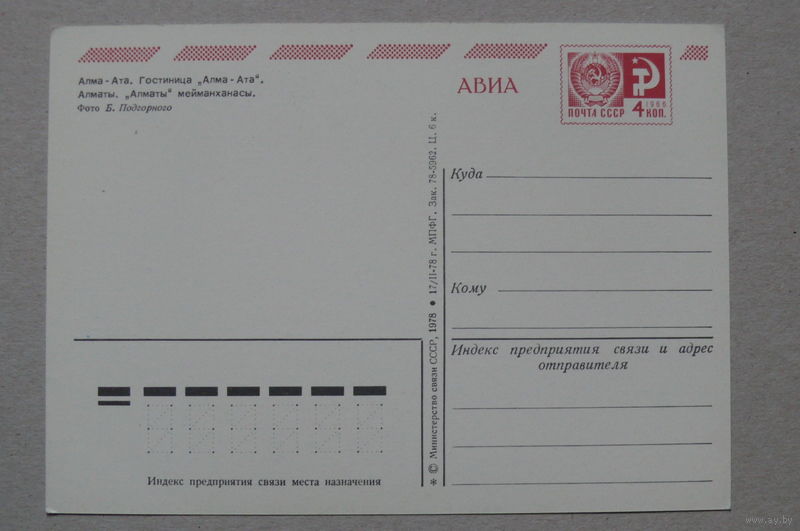 Алма-Ата. Гостиница „Алма-Ата“.
Алматы. „Алматы“ мейманханасы.
Фото Б. Подгорного
АВИА
ПОЧТА СССР
1966
4 КОП.
Куда
Кому
Индекс предприятия связи и адрес
отправителя
* © Министерство связи СССР, 1978 • 17/II-78 г. МПФГ. Зак. 78-5962. Ц. 6 к.
Индекс предприятия связи места назначения
www.ay.by